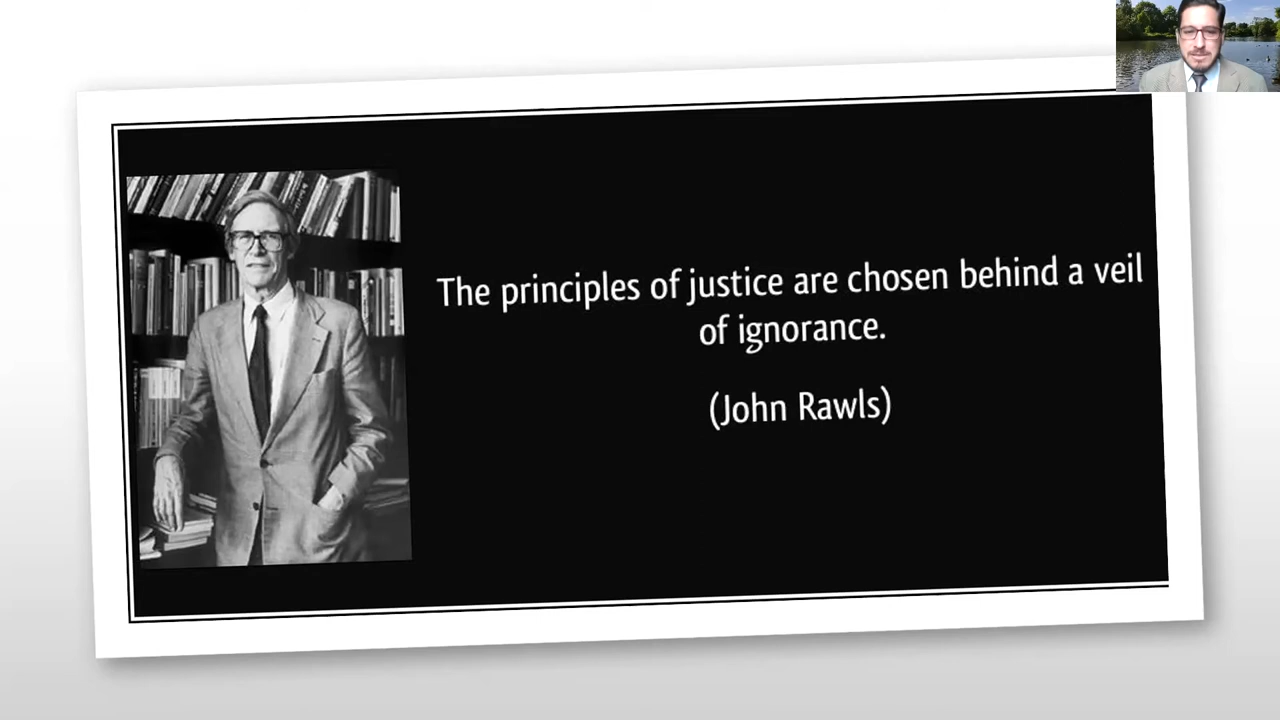 The principles of justice are chosen behind a veil
of ignorance.
(John Rawls)